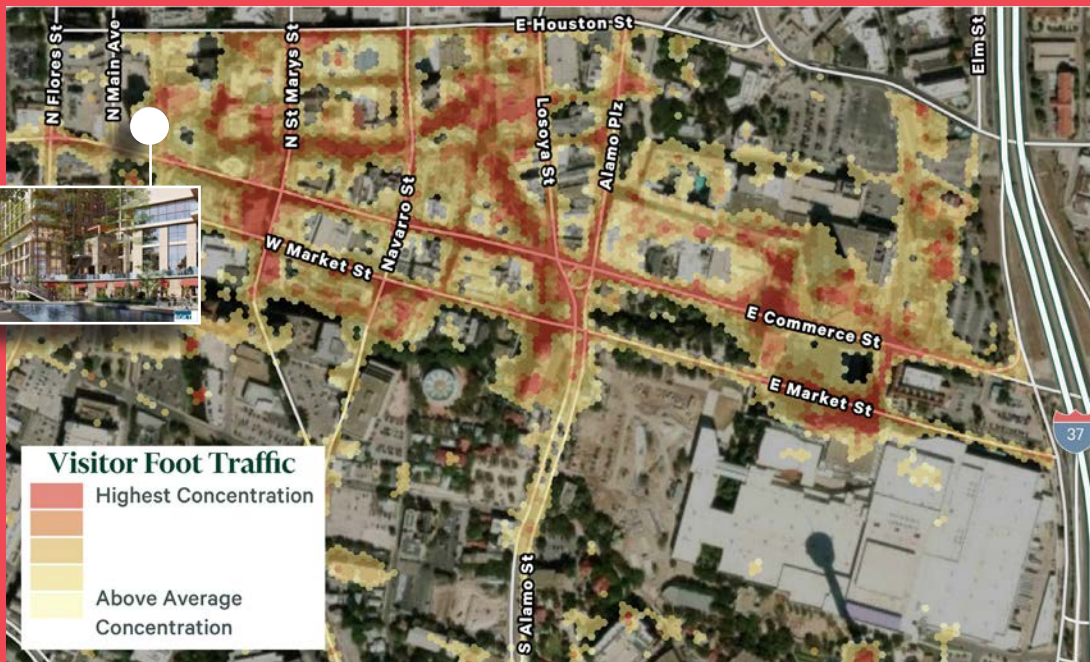 E Houston St
N Flores St
N Main Ave
N St Marys St
Losoya St
Alamo Plz
Elm St
Navarro St
W Market St
E Commerce St
E Market St
37
S Alamo St
Visitor Foot Traffic
Highest Concentration
Above Average
Concentration